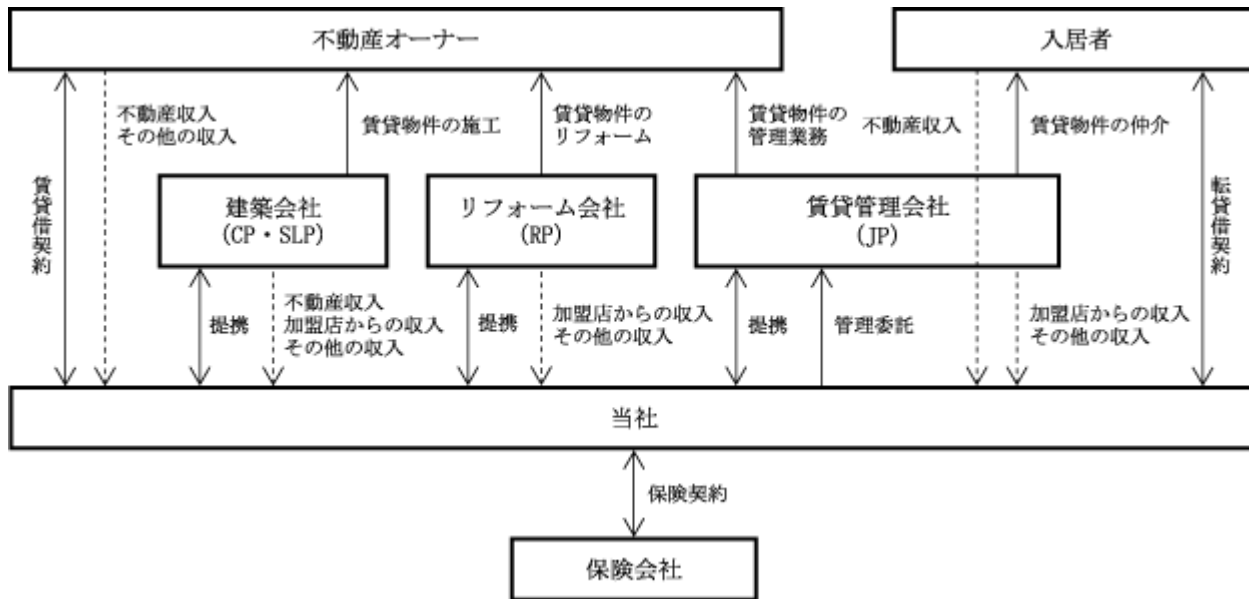 不動産オーナー
入居者
不動産収入
その他の収入
賃貸物件の施工
賃貸物件の
リフォーム
賃貸物件の
管理業務
不動産収入
賃貸物件の仲介
賃貸借契約
建築会社
(CP・SLP)
リフォーム会社
(RP)
賃貸管理会社
(JP)
転貸借契約
提携
不動産収入
加盟店からの収入
その他の収入
提携
加盟店からの収入
その他の収入
提携
管理委託
加盟店からの収入
その他の収入
当社
保険契約
保険会社